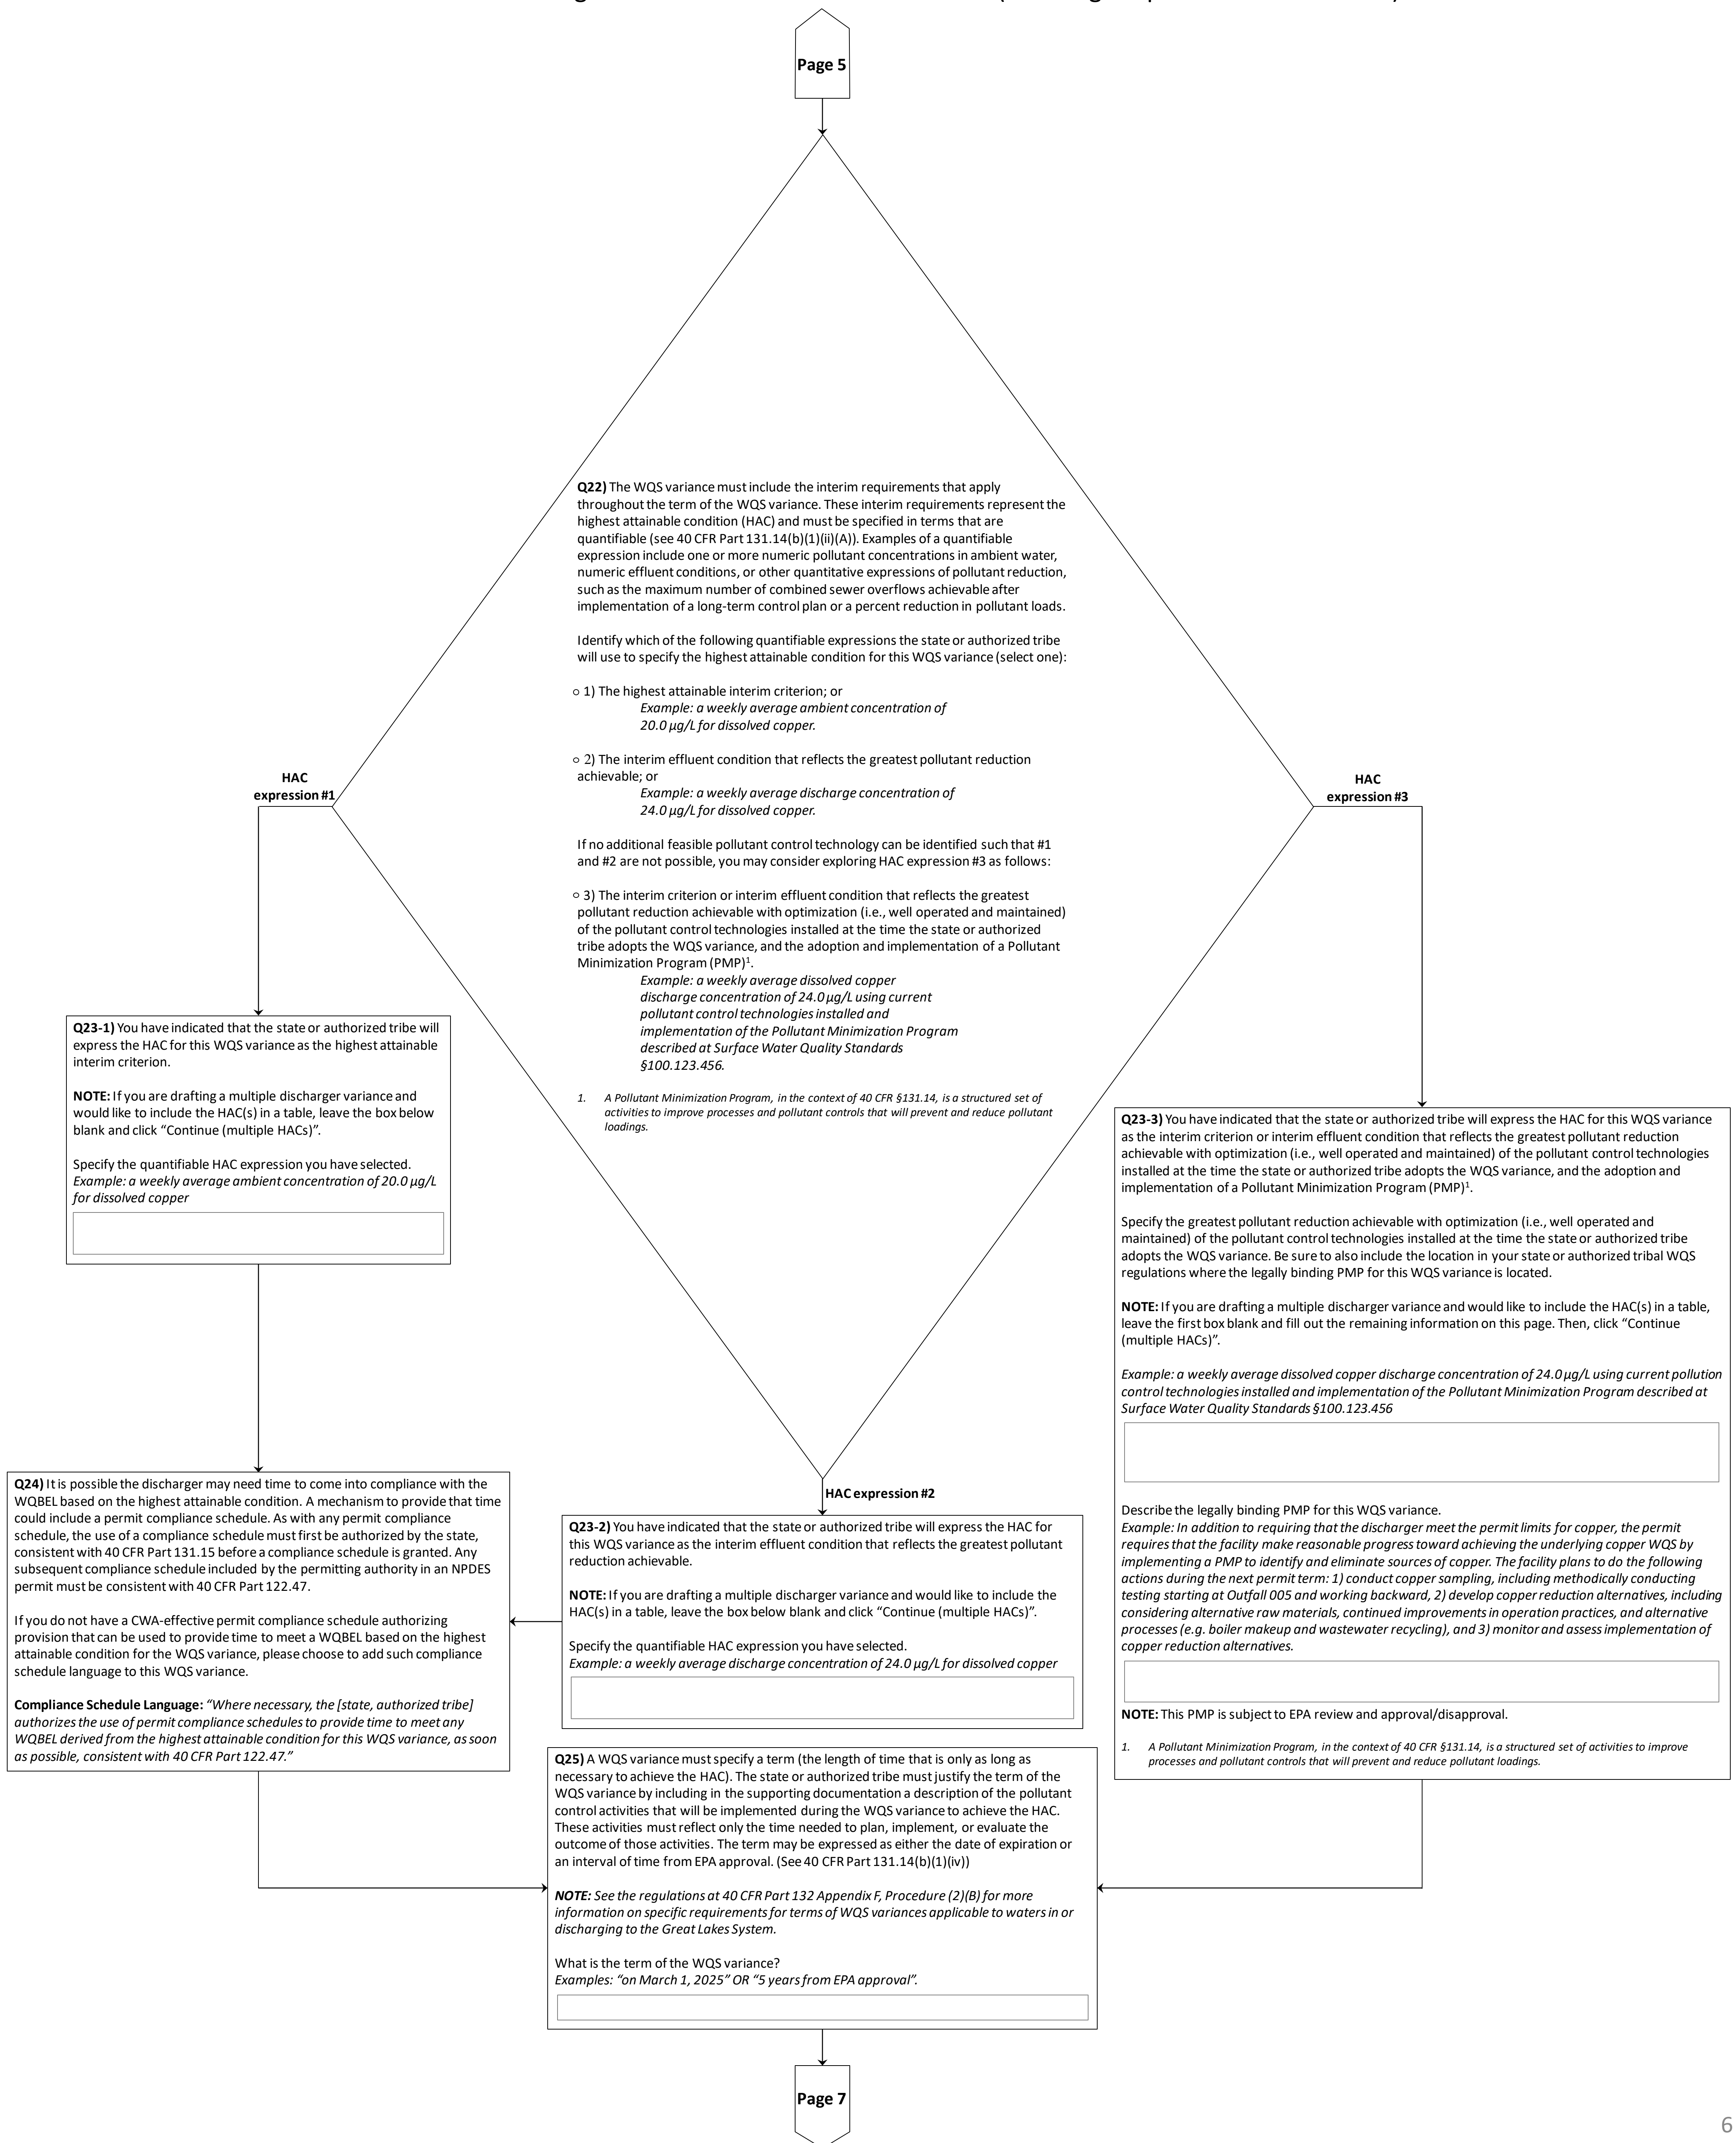 Page 5
Q22) The WQS variance must include the interim requirements that apply
throughout the term of the WQS variance. These interim requirements represent the
highest attainable condition (HAC) and must be specified in terms that are
quantifiable (see 40 CFR Part 131.14(b)(1)(ii)(A)). Examples of a quantifiable
expression include one or more numeric pollutant concentrations in ambient water,
numeric effluent conditions, or other quantitative expressions of pollutant reduction,
such as the maximum number of combined sewer overflows achievable after
implementation of a long-term control plan or a percent reduction in pollutant loads.
Identify which of the following quantifiable expressions the state or authorized tribe
will use to specify the highest attainable condition for this WQS variance (select one):
○ 1) The highest attainable interim criterion; or
Example: a weekly average ambient concentration of
20.0 µg/L for dissolved copper.
○ 2) The interim effluent condition that reflects the greatest pollutant reduction
achievable; or
Example: a weekly average discharge concentration of
24.0 µg/L for dissolved copper.
If no additional feasible pollutant control technology can be identified such that #1
and #2 are not possible, you may consider exploring HAC expression #3 as follows:
○ 3) The interim criterion or interim effluent condition that reflects the greatest
pollutant reduction achievable with optimization (i.e., well operated and maintained)
of the pollutant control technologies installed at the time the state or authorized
tribe adopts the WQS variance, and the adoption and implementation of a Pollutant
Minimization Program (PMP)¹.
Example: a weekly average dissolved copper
discharge concentration of 24.0 µg/L using current
pollutant control technologies installed and
implementation of the Pollutant Minimization Program
described at Surface Water Quality Standards
§100.123.456.
1. A Pollutant Minimization Program, in the context of 40 CFR §131.14, is a structured set of
activities to improve processes and pollutant controls that will prevent and reduce pollutant
loadings.
HAC
expression #1
HAC
expression #3
Q23-1) You have indicated that the state or authorized tribe will
express the HAC for this WQS variance as the highest attainable
interim criterion.
NOTE: If you are drafting a multiple discharger variance and
would like to include the HAC(s) in a table, leave the box below
blank and click “Continue (multiple HACs)”.
Specify the quantifiable HAC expression you have selected.
Example: a weekly average ambient concentration of 20.0 µg/L
for dissolved copper
Q23-3) You have indicated that the state or authorized tribe will express the HAC for this WQS variance
as the interim criterion or interim effluent condition that reflects the greatest pollutant reduction
achievable with optimization (i.e., well operated and maintained) of the pollutant control technologies
installed at the time the state or authorized tribe adopts the WQS variance, and the adoption and
implementation of a Pollutant Minimization Program (PMP)¹.
Specify the greatest pollutant reduction achievable with optimization (i.e., well operated and
maintained) of the pollutant control technologies installed at the time the state or authorized tribe
adopts the WQS variance. Be sure to also include the location in your state or authorized tribal WQS
regulations where the legally binding PMP for this WQS variance is located.
NOTE: If you are drafting a multiple discharger variance and would like to include the HAC(s) in a table,
leave the first box blank and fill out the remaining information on this page. Then, click “Continue
(multiple HACs)”.
Example: a weekly average dissolved copper discharge concentration of 24.0 µg/L using current pollution
control technologies installed and implementation of the Pollutant Minimization Program described at
Surface Water Quality Standards §100.123.456
Describe the legally binding PMP for this WQS variance.
Example: In addition to requiring that the discharger meet the permit limits for copper, the permit
requires that the facility make reasonable progress toward achieving the underlying copper WQS by
implementing a PMP to identify and eliminate sources of copper. The facility plans to do the following
actions during the next permit term: 1) conduct copper sampling, including methodically conducting
testing starting at Outfall 005 and working backward, 2) develop copper reduction alternatives, including
considering alternative raw materials, continued improvements in operation practices, and alternative
processes (e.g. boiler makeup and wastewater recycling), and 3) monitor and assess implementation of
copper reduction alternatives.
NOTE: This PMP is subject to EPA review and approval/disapproval.
1. A Pollutant Minimization Program, in the context of 40 CFR §131.14, is a structured set of activities to improve
processes and pollutant controls that will prevent and reduce pollutant loadings.
Q24) It is possible the discharger may need time to come into compliance with the
WQBEL based on the highest attainable condition. A mechanism to provide that time
could include a permit compliance schedule. As with any permit compliance
schedule, the use of a compliance schedule must first be authorized by the state,
consistent with 40 CFR Part 131.15 before a compliance schedule is granted. Any
subsequent compliance schedule included by the permitting authority in an NPDES
permit must be consistent with 40 CFR Part 122.47.
If you do not have a CWA-effective permit compliance schedule authorizing
provision that can be used to provide time to meet a WQBEL based on the highest
attainable condition for the WQS variance, please choose to add such compliance
schedule language to this WQS variance.
Compliance Schedule Language: “Where necessary, the [state, authorized tribe]
authorizes the use of permit compliance schedules to provide time to meet any
WQBEL derived from the highest attainable condition for this WQS variance, as soon
as possible, consistent with 40 CFR Part 122.47.”
HAC expression #2
Q23-2) You have indicated that the state or authorized tribe will express the HAC for
this WQS variance as the interim effluent condition that reflects the greatest pollutant
reduction achievable.
NOTE: If you are drafting a multiple discharger variance and would like to include the
HAC(s) in a table, leave the box below blank and click “Continue (multiple HACs)”.
Specify the quantifiable HAC expression you have selected.
Example: a weekly average discharge concentration of 24.0 µg/L for dissolved copper
Q25) A WQS variance must specify a term (the length of time that is only as long as
necessary to achieve the HAC). The state or authorized tribe must justify the term of the
WQS variance by including in the supporting documentation a description of the pollutant
control activities that will be implemented during the WQS variance to achieve the HAC.
These activities must reflect only the time needed to plan, implement, or evaluate the
outcome of those activities. The term may be expressed as either the date of expiration or
an interval of time from EPA approval. (See 40 CFR Part 131.14(b)(1)(iv))
NOTE: See the regulations at 40 CFR Part 132 Appendix F, Procedure (2)(B) for more
information on specific requirements for terms of WQS variances applicable to waters in or
discharging to the Great Lakes System.
What is the term of the WQS variance?
Examples: “on March 1, 2025” OR “5 years from EPA approval”.
Page 7
6